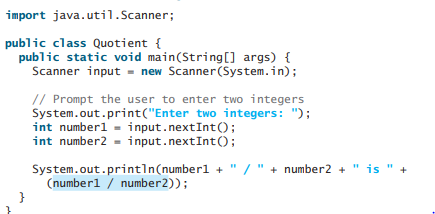 import java.util.Scanner;
public class Quotient {
public static void main(String[] args) {
Scanner input = new Scanner(System.in);
// Prompt the user to enter two integers
System.out.print("Enter two integers: ");
int number1 = input.nextInt();
int number2 = input.nextInt();
System.out.println(number1 + " / " + number2 + " is " +
(number1 / number2));
}
}